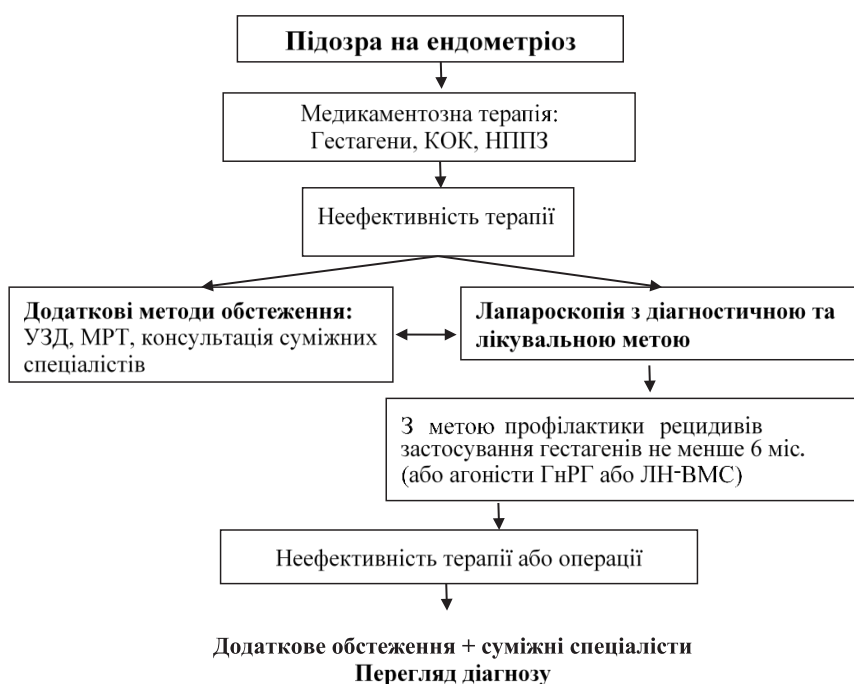 Підозра на ендометріоз
Медикаментозна терапія:
Гестагени, КОК, НППЗ
Неефективність терапії
Додаткові методи обстеження:
УЗД, МРТ, консультація суміжних
спеціалістів
Лапароскопія з діагностичною та
лікувальною метою
З метою профілактики рецидивів
застосування гестагенів не менше 6 міс.
(або агоністи ГнРГ або ЛН-ВМС)
Неефективність терапії або операції
Додаткове обстеження + суміжні спеціалісти
Перегляд діагнозу